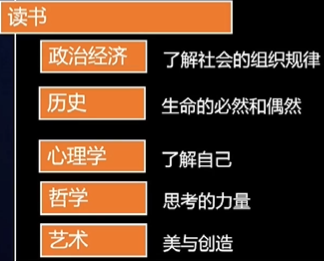 读书
政治经济 了解社会的组织规律
历史 生命的必然和偶然
心理学 了解自己
哲学 思考的力量
艺术 美与创造